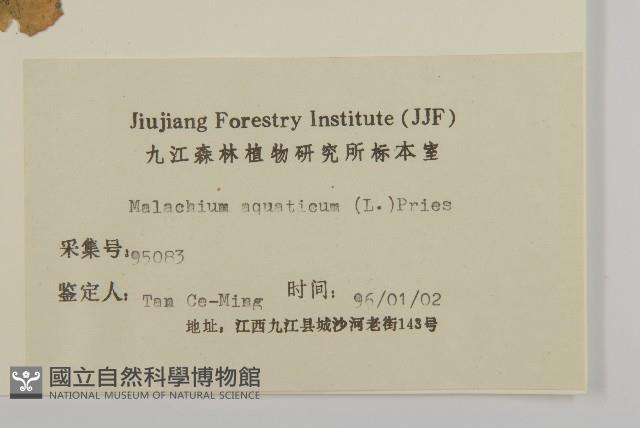 Jiujiang Forestry Institute (JJF)
九江森林植物研究所标本室
Malachium aquaticum (L.)Pries
采集号:95083
鉴定人: Tan Ce-Ming 时间: 96/01/02
地址: 江西九江县城沙河老街143号
國立自然科學博物館
NATIONAL MUSEUM OF NATURAL SCIENCE